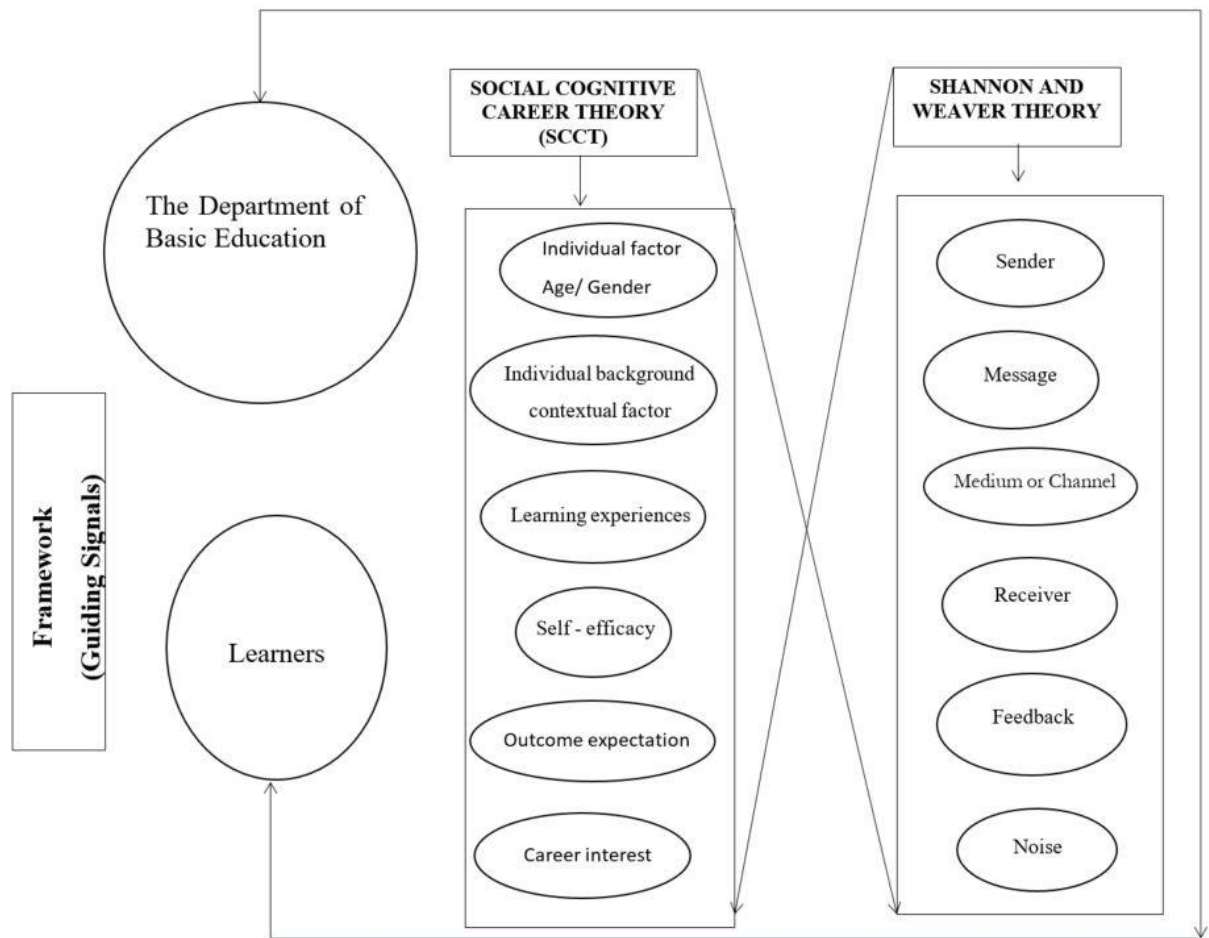 SOCIAL COGNITIVE
CAREER THEORY
(SCCT)
SHANNON AND
WEAVER THEORY
The Department of
Basic Education
Framework
(Guiding Signals)
Learners
Individual factor
Age/ Gender
Individual background
contextual factor
Learning experiences
Self - efficacy
Outcome expectation
Career interest
Sender
Message
Medium or Channel
Receiver
Feedback
Noise